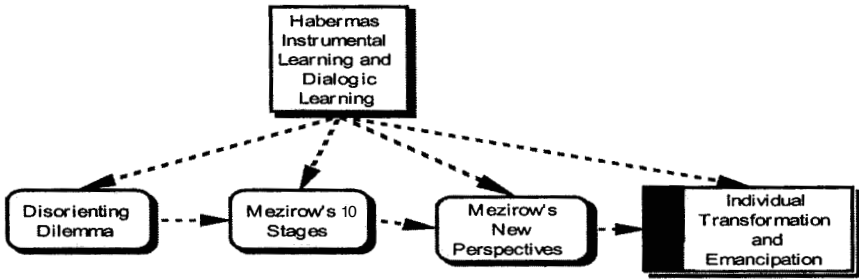 Habermas
Instrumental
Learning and
Dialogic
Learning
Disorienting
Dilemma
Mezirow's 10
Stages
Mezirow's
New
Perspectives
Individual
Transformation
and
Emancipation